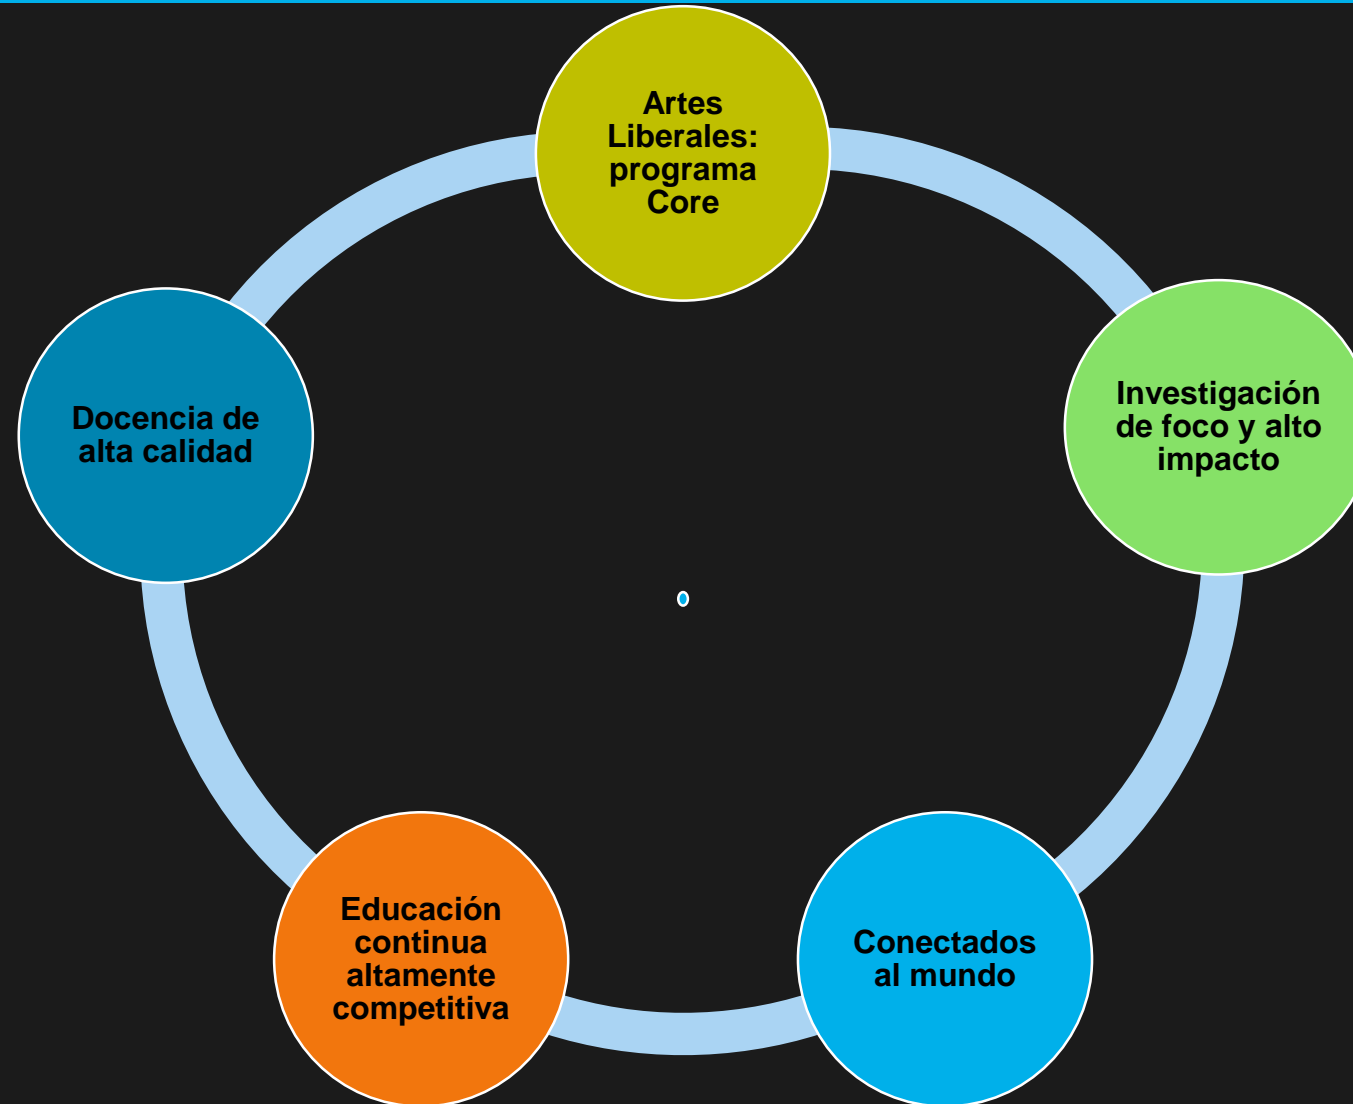 Artes
Liberales:
programa
Core
Investigación
de foco y alto
impacto
Conectados
al mundo
Educación
continua
altamente
competitiva
Docencia de
alta calidad